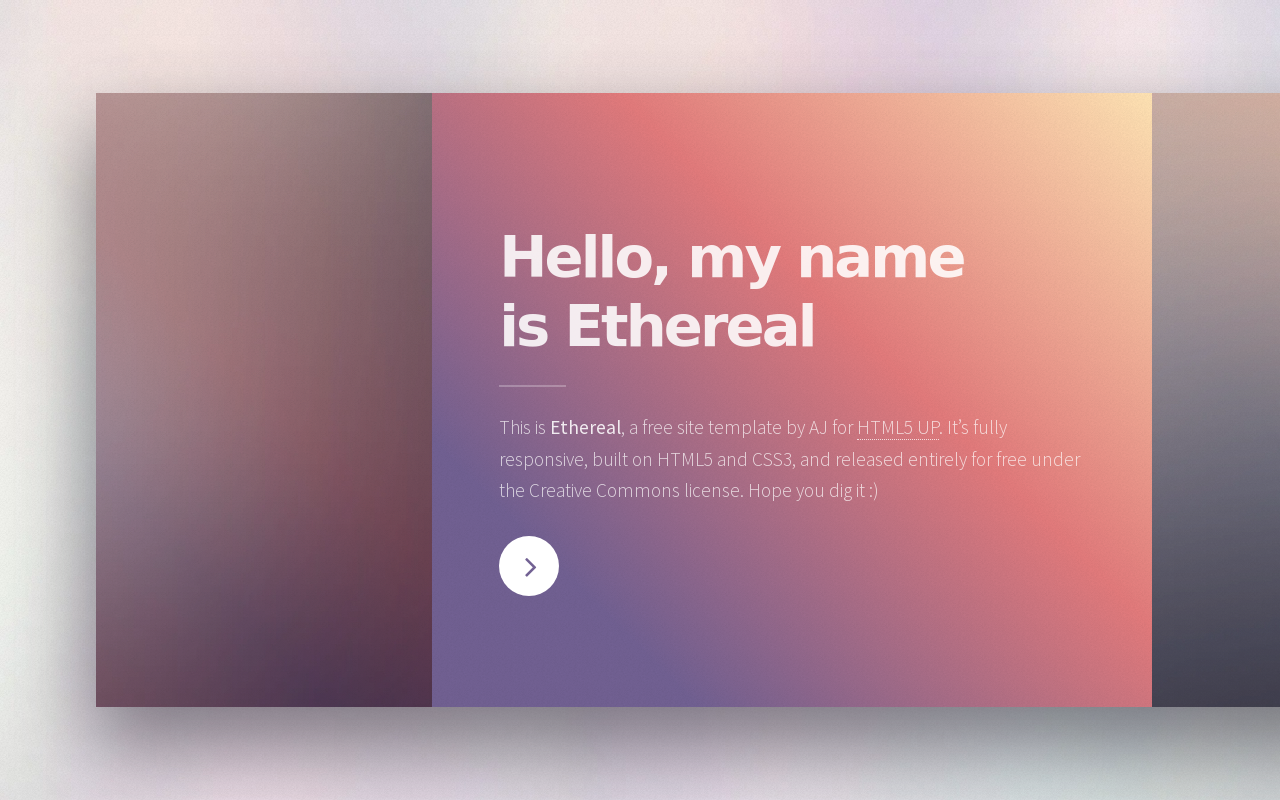 Hello, my name
is Ethereal
This is Ethereal, a free site template by AJ for HTML5 UP. It’s fully
responsive, built on HTML5 and CSS3, and released entirely for free under
the Creative Commons license. Hope you dig it :)